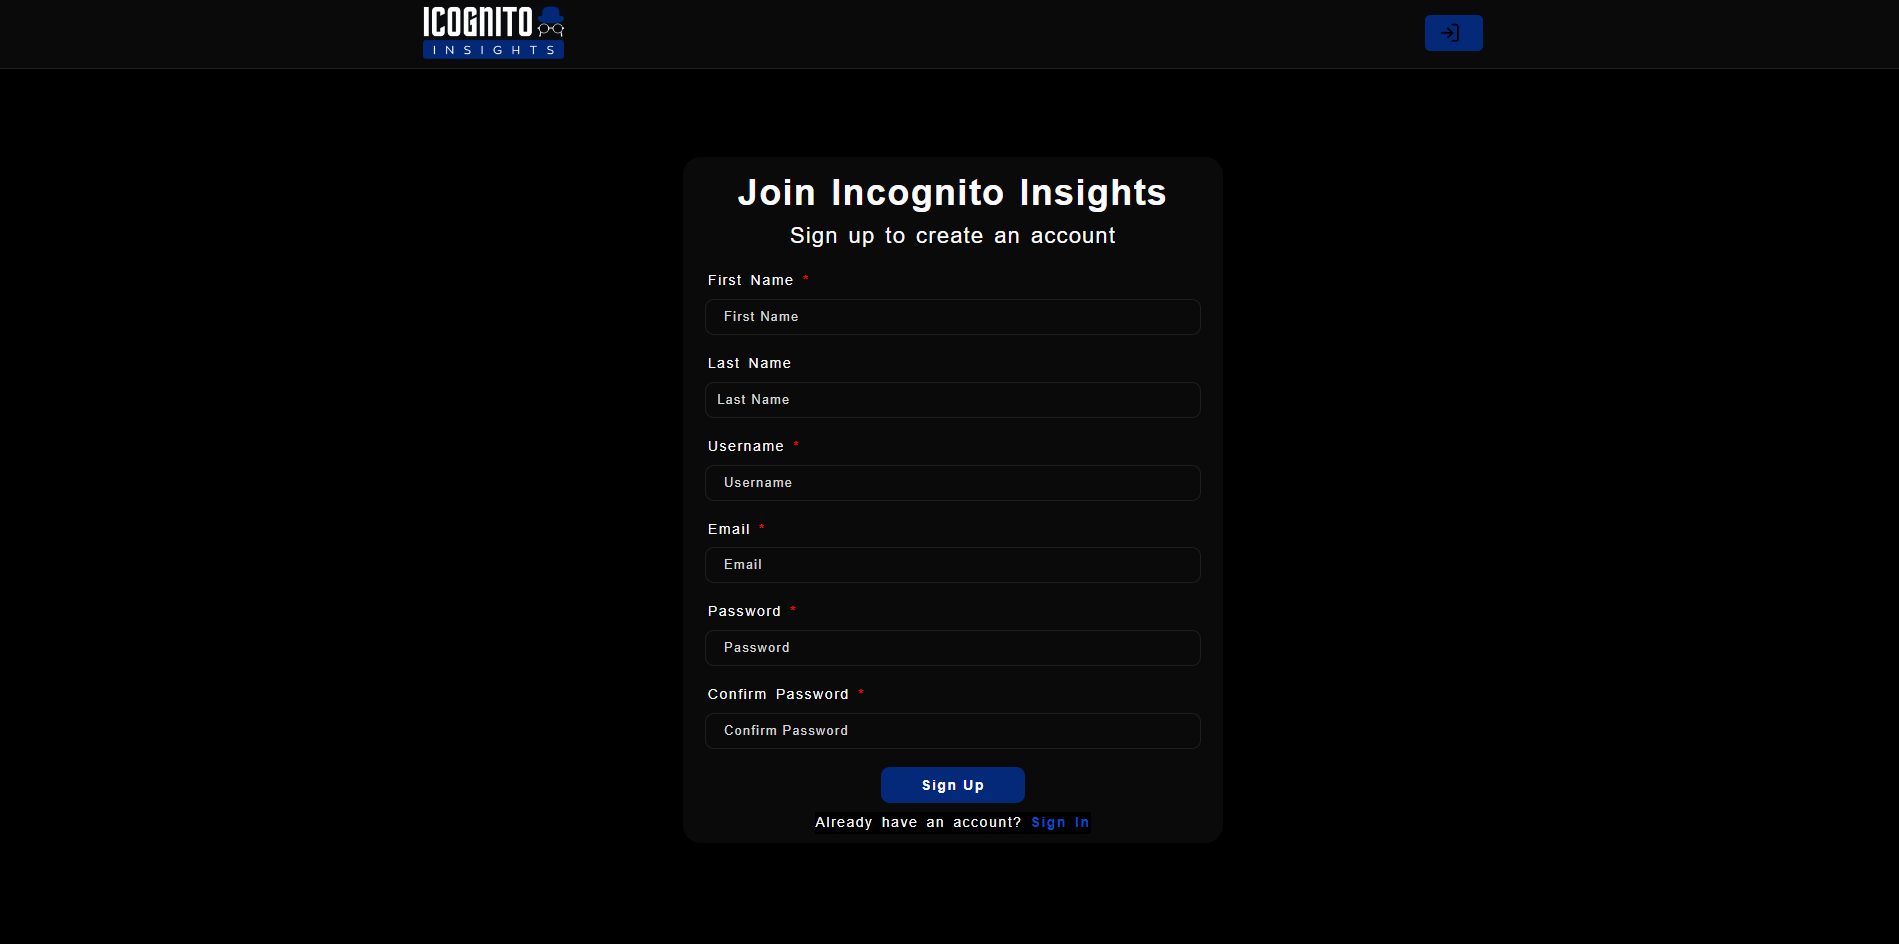 ICOGNITO
INSIGHTS
Join Incognito Insights
Sign up to create an account
First Name *
First Name
Last Name
Last Name
Username *
Username
Email *
Email
Password *
Password
Confirm Password *
Confirm Password
Sign Up
Already have an account? Sign In